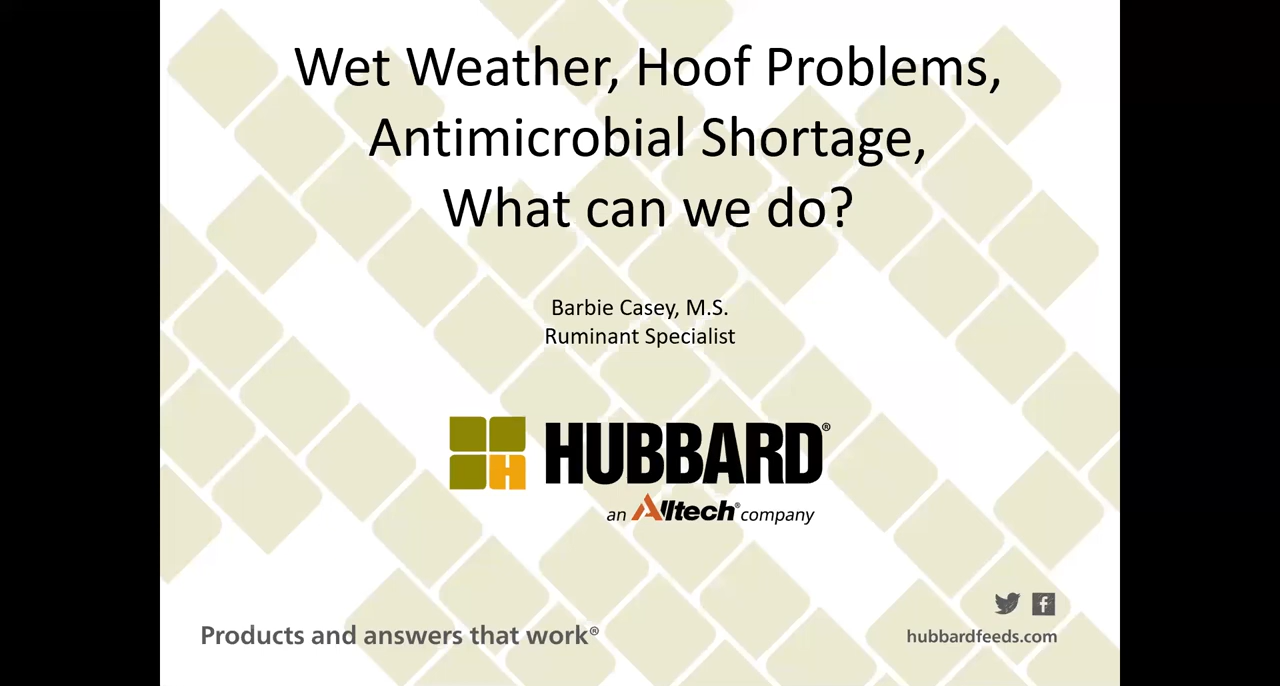 Wet Weather, Hoof Problems,
Antimicrobial Shortage,
What can we do?
Barbie Casey, M.S.
Ruminant Specialist
H HUBBARD®
an Alltech® company
Products and answers that work®
hubbardfeeds.com